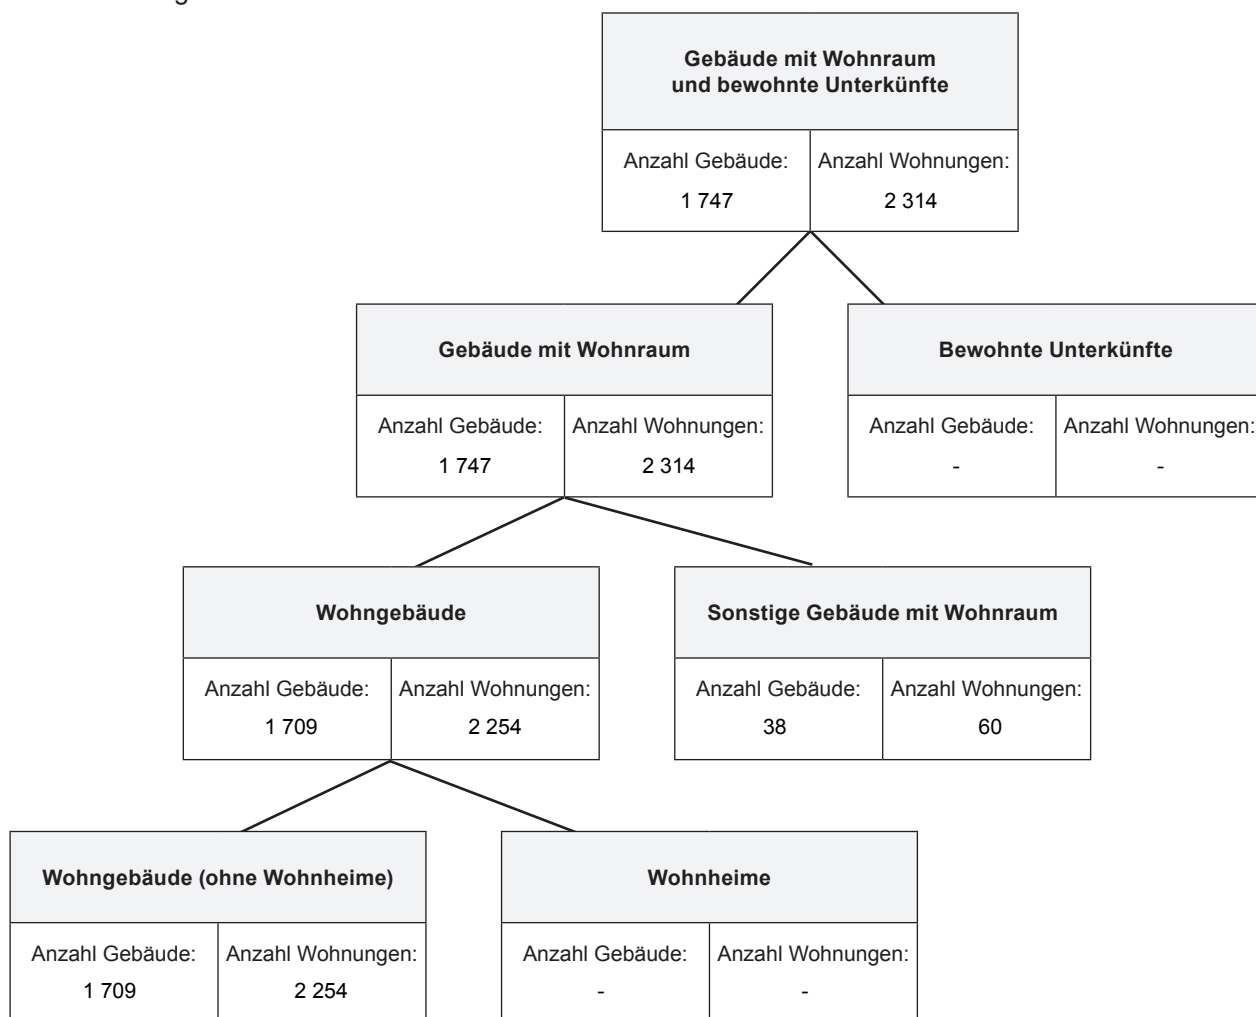 Gebäude mit Wohnraum
und bewohnte Unterkünfte
Anzahl Gebäude: Anzahl Wohnungen:
1 747 2 314
Gebäude mit Wohnraum Bewohnte Unterkünfte
Anzahl Gebäude: Anzahl Wohnungen: Anzahl Gebäude: Anzahl Wohnungen:
1 747 2 314 - -
Wohngebäude Sonstige Gebäude mit Wohnraum
Anzahl Gebäude: Anzahl Wohnungen: Anzahl Gebäude: Anzahl Wohnungen:
1 709 2 254 38 60
Wohngebäude (ohne Wohnheime) Wohnheime
Anzahl Gebäude: Anzahl Wohnungen: Anzahl Gebäude: Anzahl Wohnungen:
1 709 2 254 - -